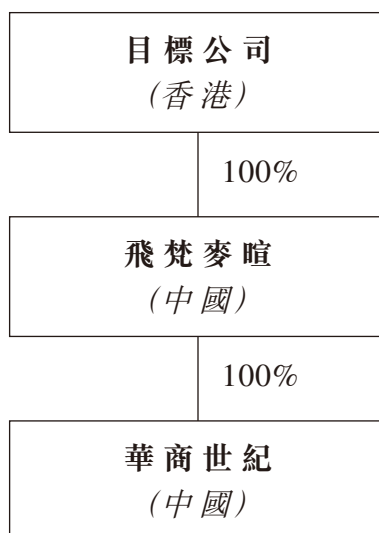 目標公司
(香港)
100%
飛梵麥暄
(中國)
100%
華商世紀
(中國)